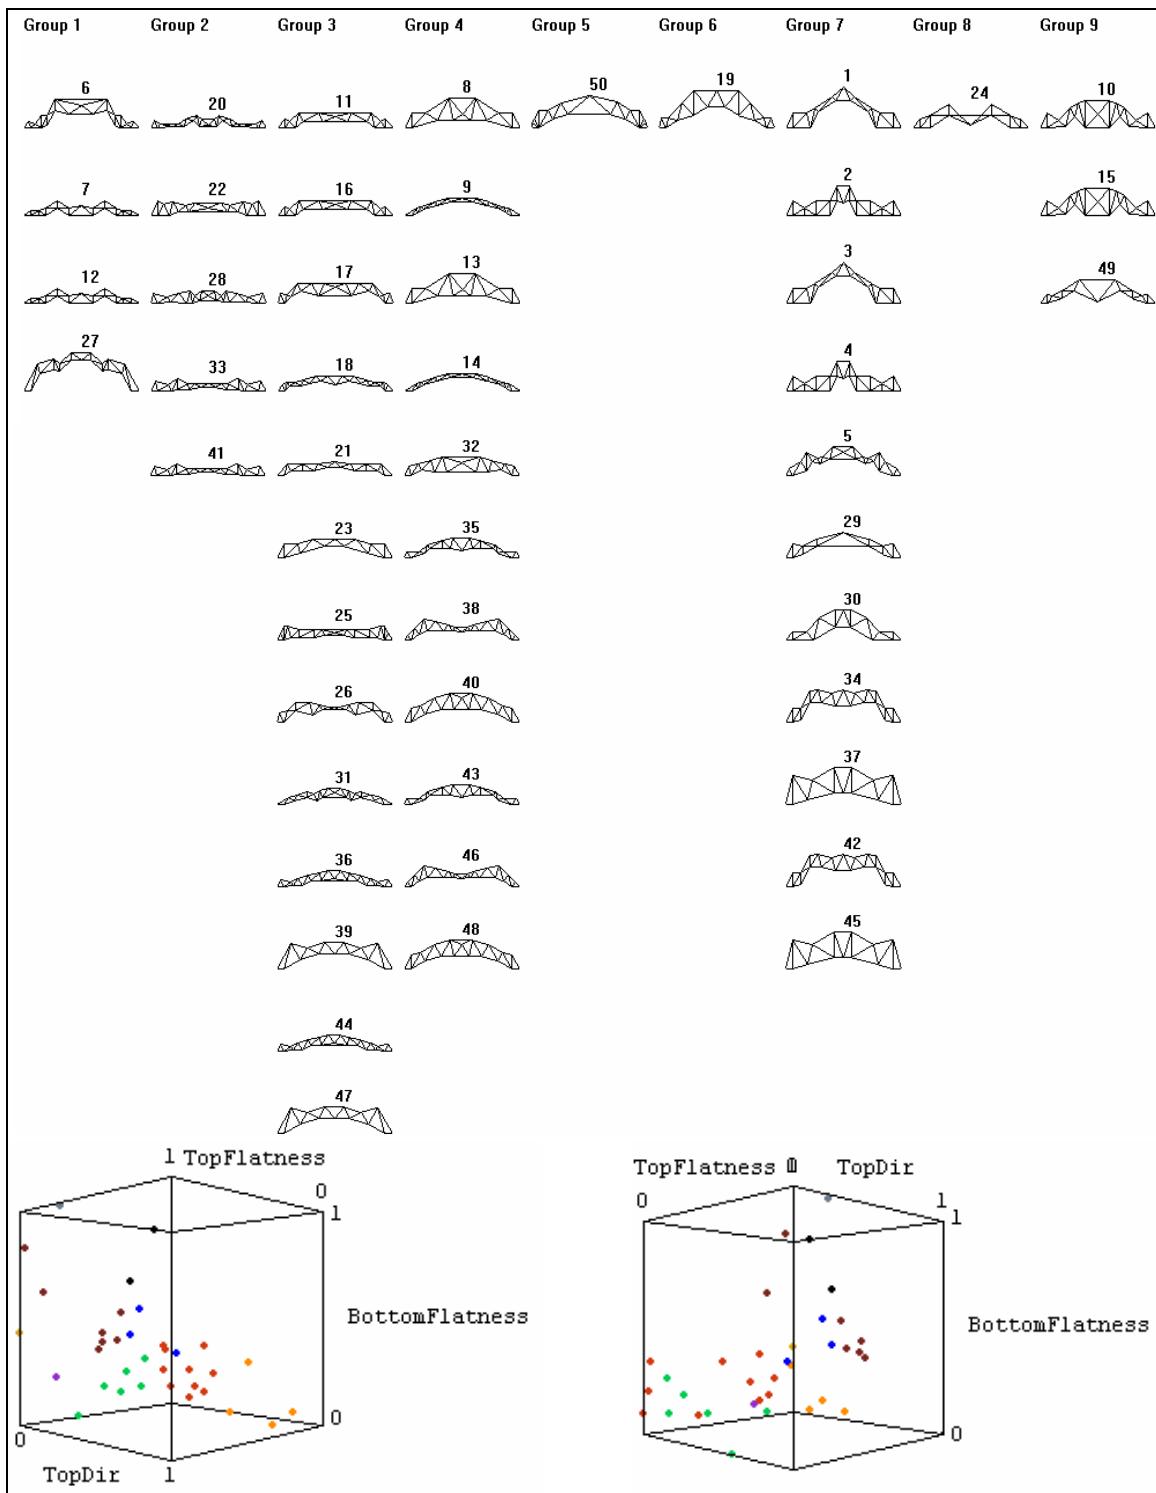 Group 1 Group 2 Group 3 Group 4 Group 5 Group 6 Group 7 Group 8 Group 9
6 20 11 8 50 19 1 24 10
7 22 16 9 2 15
12 28 17 13 3 49
27 33 18 14 4
41 21 32 5
23 35 29
25 38 30
26 40 34
31 43 37
36 46 42
39 48 45
44
47
1 TopFlatness
0
1
BottomFlatness
0
0
TopDir 1
TopFlatness TopDir
0 1
1
BottomFlatness
0